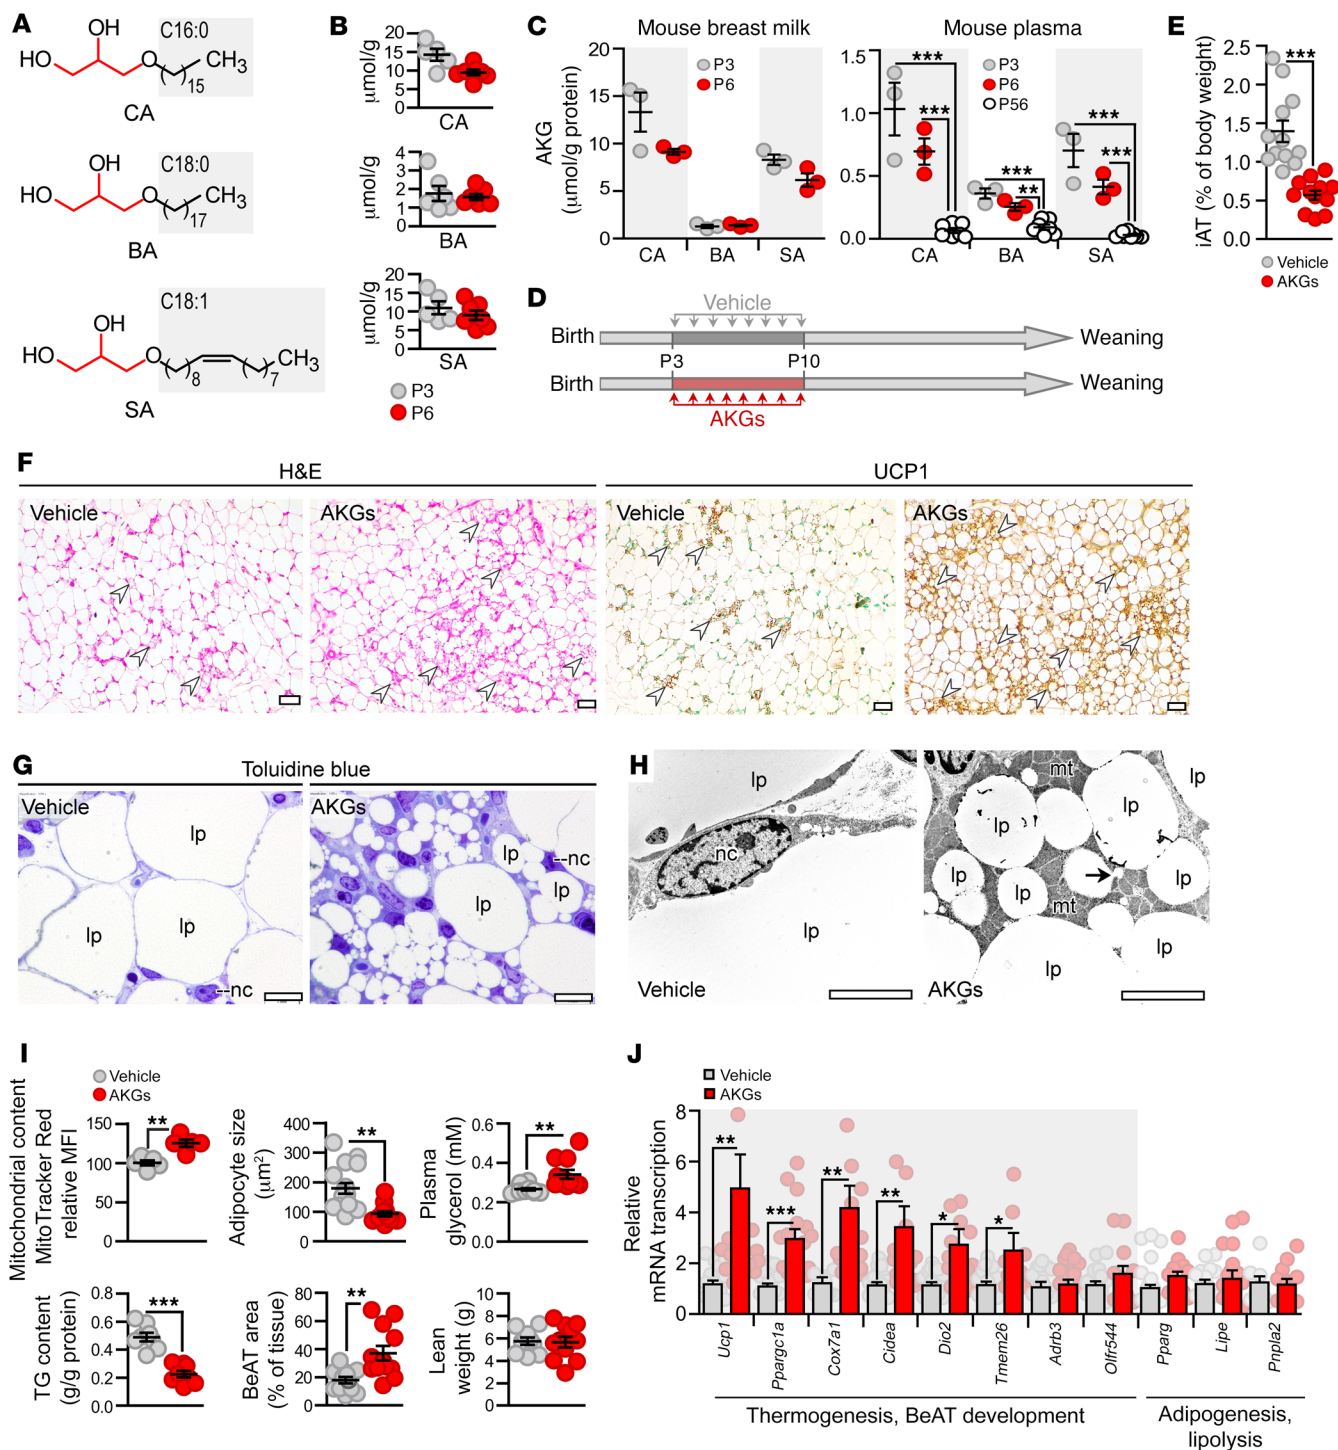 A
OH
HO
O
C16:0
CH3
15
CA
OH
HO
O
C18:0
CH3
17
BA
OH
HO
O
C18:1
8
7
CH3
SA
B
μmol/g
20
15
10
5
0
CA
μmol/g
4
3
2
1
0
BA
μmol/g
20
15
10
5
0
SA
P3
P6
C
Mouse breast milk
AKG
(μmol/g protein)
20
15
10
5
0
P3
P6
CA
BA
SA
Mouse plasma
1.5
1.0
0.5
0.0
***
***
P3
P6
P56
***
**
***
***
CA
BA
SA
D
Vehicle
Birth
Weaning
P3
P10
Birth
Weaning
AKGs
E
iAT (% of body weight)
2.5
2.0
1.5
1.0
0.5
0.0
***
Vehicle
AKGs
F
H&E
UCP1
Vehicle
AKGs
Vehicle
AKGs
G
Toluidine blue
Vehicle
lp
lp
lp
--nc
AKGs
lp
lp
lp
--nc
H
lp
nc
lp
Vehicle
mt
lp
lp
lp
lp
lp
lp
mt
lp
lp
AKGs
I
Vehicle
AKGs
Mitochondrial content
MitoTracker Red
relative MFI
150
100
50
0
**
Adipocyte size
(μm2)
400
300
200
100
0
**
Plasma
glycerol (mM)
0.6
0.4
0.2
0.0
**
TG content
(g/g protein)
0.8
0.6
0.4
0.2
0.0
***
BeAT area
(% of tissue)
80
60
40
20
0
**
Lean
weight (g)
10
8
6
4
2
0
J
Vehicle
AKGs
Relative
mRNA transcription
8
6
4
2
0
**
***
**
**
*
*
Ucp1
Ppargc1a
Cox7a1
Cidea
Dio2
Tmem26
Adrb3
Olfr544
Pparg
Lipe
Pnpla2
Thermogenesis, BeAT development
Adipogenesis,
lipolysis